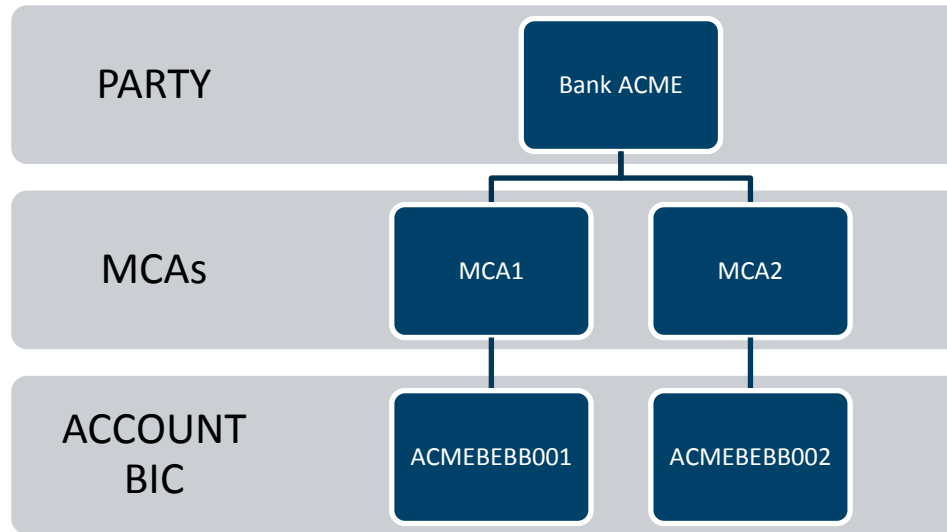 PARTY
Bank ACME
MCAs
MCA1
MCA2
ACCOUNT
BIC
ACMEBEBB001
ACMEBEBB002